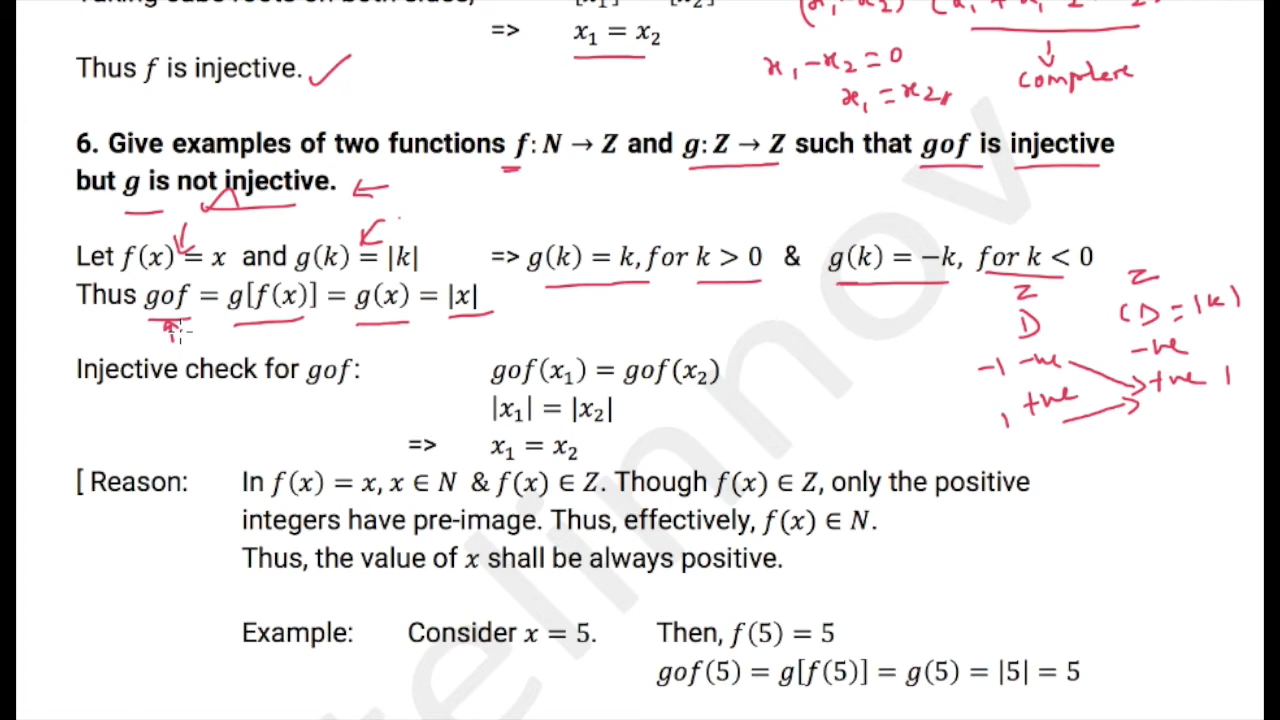 => x₁ = x₂
x₁ - x₂ = 0
Thus f is injective. ✓
complere
x₁ = x₂
6. Give examples of two functions f: N → Z and g: Z → Z such that gof is injective
but g is not injective.
Let f(x) = x and g(k) = |k| => g(k) = k, for k > 0 & g(k) = −k, for k < 0
Thus gof = g[f(x)] = g(x) = |x|
Z Z
D (D = |k|)
-ve
-1 -ve +ve 1
1 +ve
Injective check for gof: gof(x₁) = gof(x₂)
|x₁| = |x₂|
=> x₁ = x₂
[ Reason: In f(x) = x, x ∈ N & f(x) ∈ Z. Though f(x) ∈ Z, only the positive
integers have pre-image. Thus, effectively, f(x) ∈ N.
Thus, the value of x shall be always positive.
Example: Consider x = 5. Then, f(5) = 5
gof(5) = g[f(5)] = g(5) = |5| = 5
elinnov